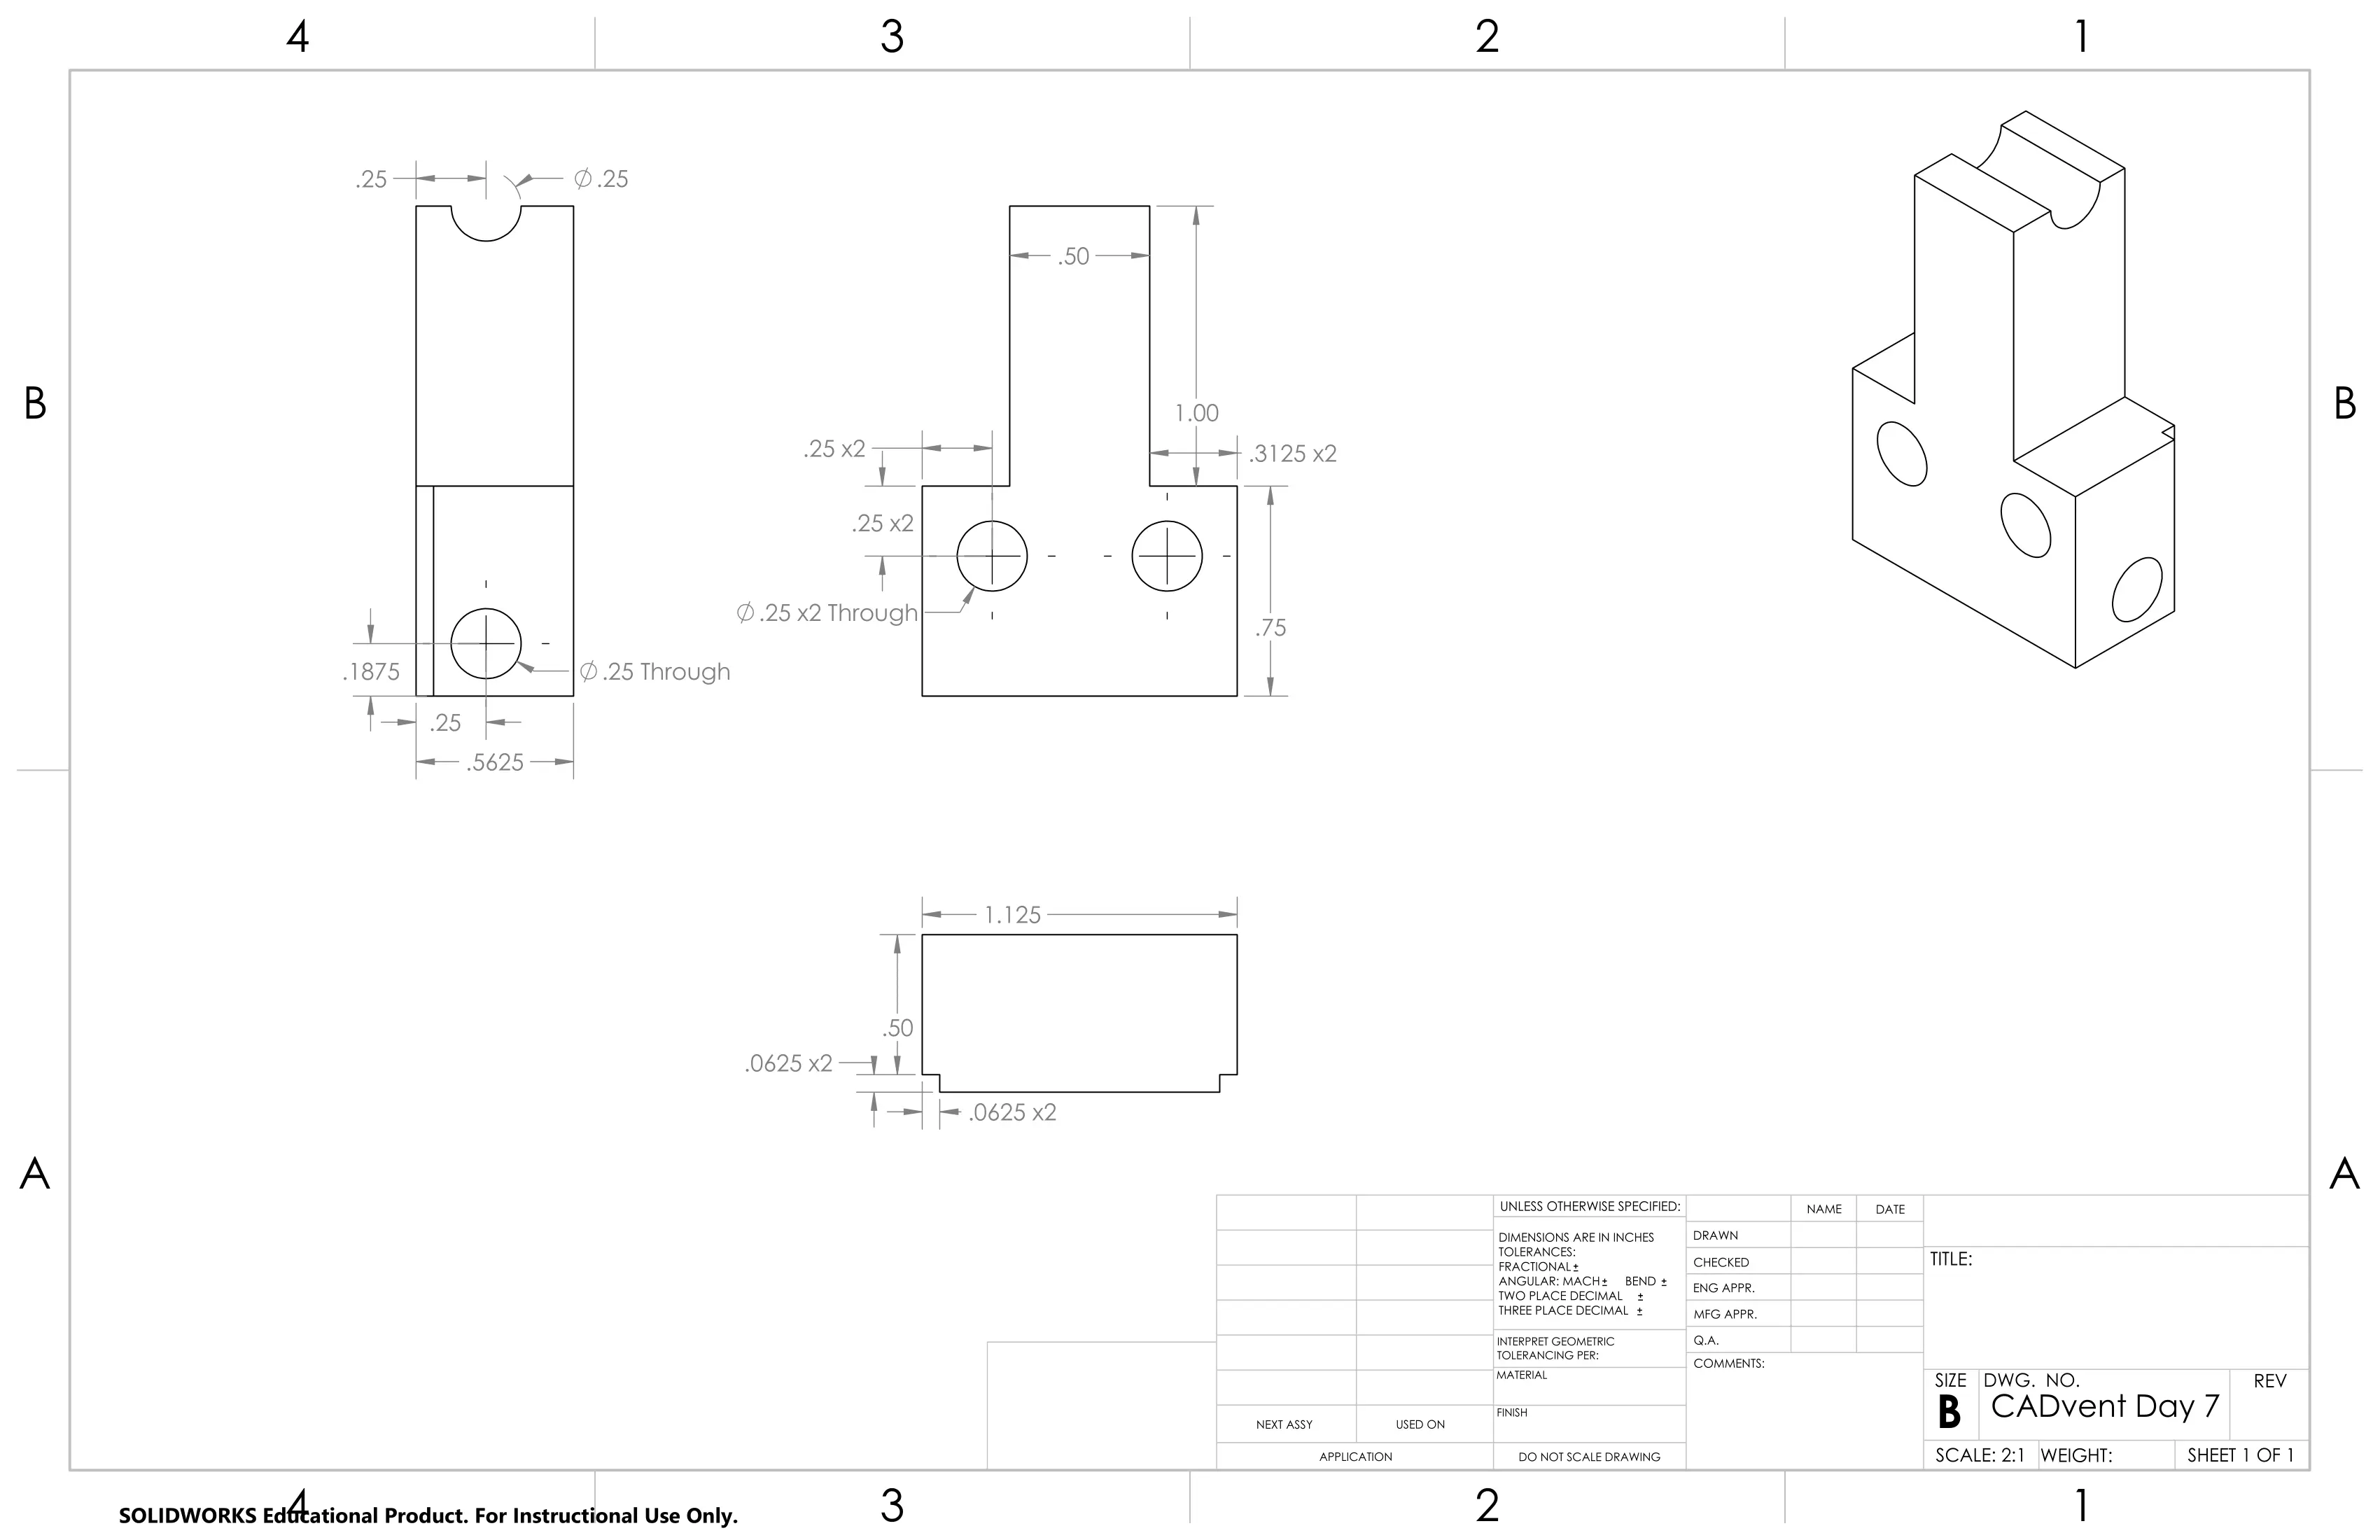 4 3 2 1
.25 ⌀.25
.50
B B
1.00
.25 x2 .3125 x2
.25 x2
⌀.25 x2 Through
.75
.1875 ⌀.25 Through
.25
.5625
1.125
.50
.0625 x2
.0625 x2
A A
UNLESS OTHERWISE SPECIFIED:
DIMENSIONS ARE IN INCHES
TOLERANCES:
FRACTIONAL±
ANGULAR: MACH± BEND ±
TWO PLACE DECIMAL ±
THREE PLACE DECIMAL ±
INTERPRET GEOMETRIC
TOLERANCING PER:
MATERIAL
FINISH
NEXT ASSY USED ON
APPLICATION DO NOT SCALE DRAWING
NAME DATE
DRAWN
CHECKED
ENG APPR.
MFG APPR.
Q.A.
COMMENTS:
TITLE:
SIZE DWG. NO. REV
B CADvent Day 7
SCALE: 2:1 WEIGHT: SHEET 1 OF 1
4 3 2 1
SOLIDWORKS Educational Product. For Instructional Use Only.